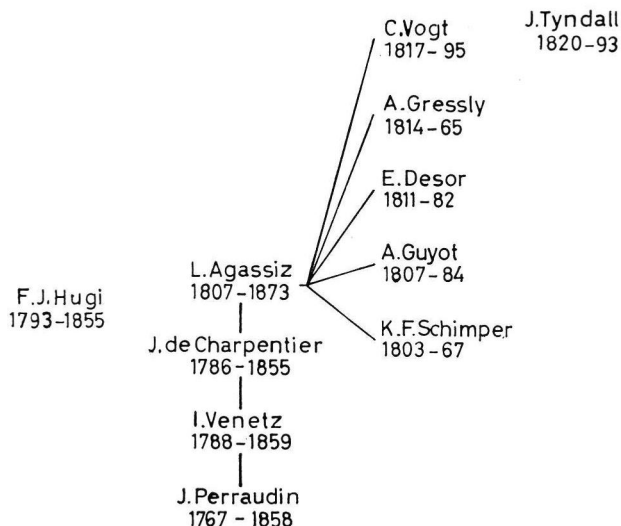 C.Vogt
1817-95
J.Tyndall
1820-93
A.Gressly
1814-65
E.Desor
1811-82
A.Guyot
1807-84
L.Agassiz
1807-1873
F.J.Hugi
1793-1855
K.F.Schimper
1803-67
J.de Charpentier
1786-1855
I.Venetz
1788-1859
J.Perraudin
1767-1858